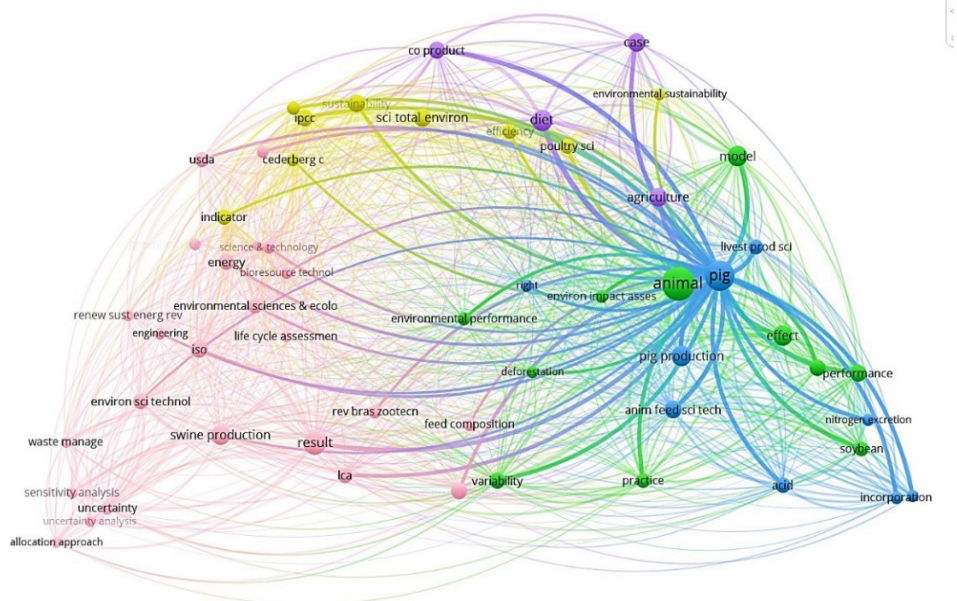 case
co product
environmental sustainability
sustainability
ipcc
sci total environ
diet
efficiency
poultry sci
model
usda
cederberg c
agriculture
indicator
science & technology
livest prod sci
energy
bioresource technol
animal
pig
right
environ impact asses
environmental sciences & ecolo
renew sust energ rev
environmental performance
engineering
life cycle assessmen
effect
iso
pig production
deforestation
performance
environ sci technol
rev bras zootecn
anim feed sci tech
nitrogen excretion
feed composition
swine production
result
waste manage
soybean
lca
variability
practice
acid
sensitivity analysis
incorporation
uncertainty
uncertainty analysis
allocation approach